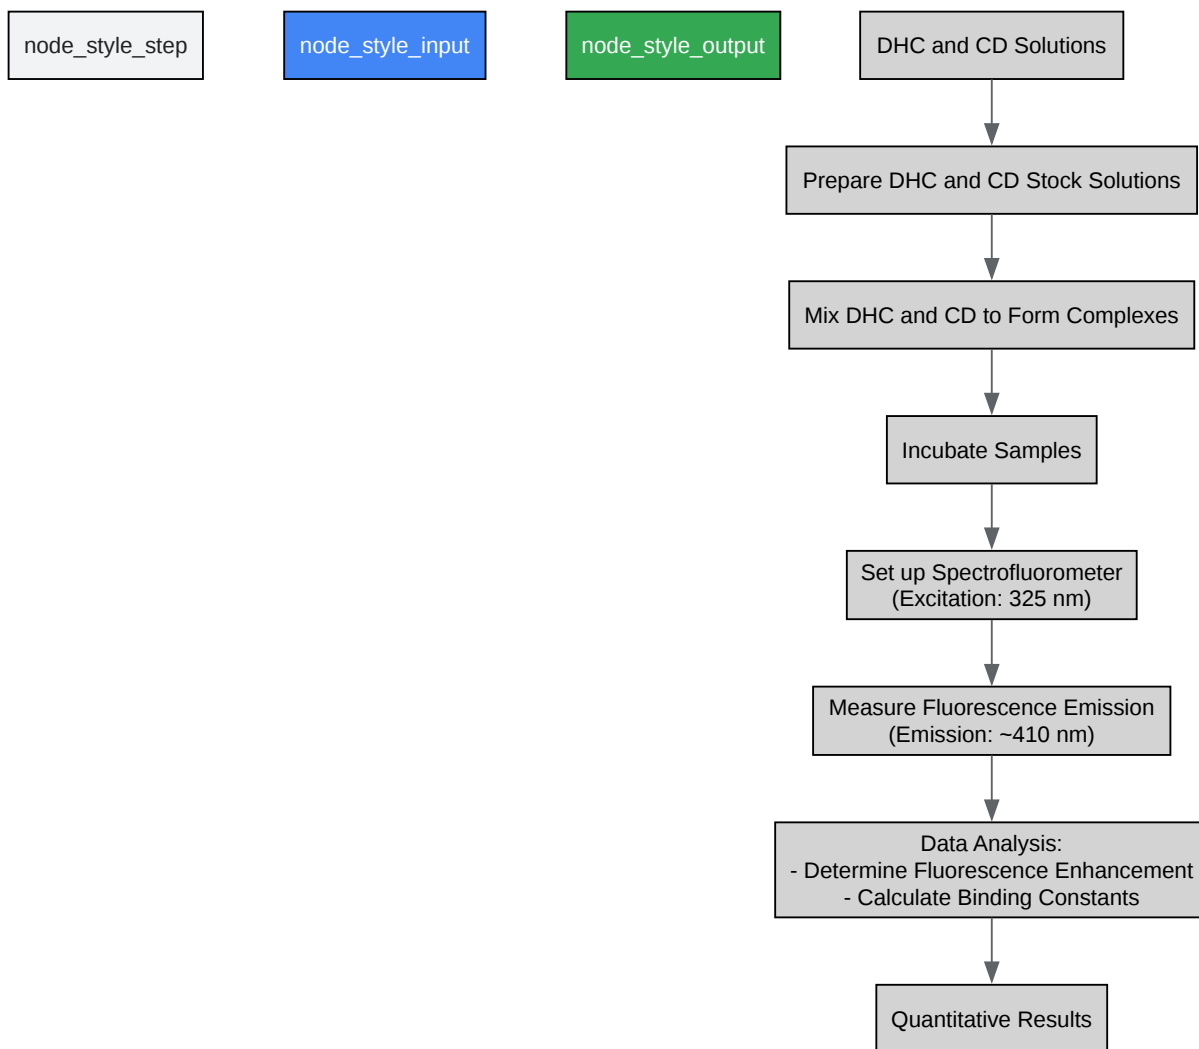 node_style_step
node_style_input
node_style_output
DHC and CD Solutions
Prepare DHC and CD Stock Solutions
Mix DHC and CD to Form Complexes
Incubate Samples
Set up Spectrofluorometer
(Excitation: 325 nm)
Measure Fluorescence Emission
(Emission: ~410 nm)
Data Analysis:
- Determine Fluorescence Enhancement
- Calculate Binding Constants
Quantitative Results